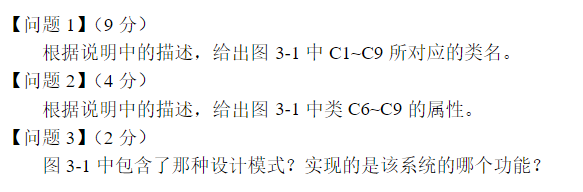 【问题 1】（9 分）
根据说明中的描述，给出图 3-1 中 C1~C9 所对应的类名。
【问题 2】（4 分）
根据说明中的描述，给出图 3-1 中类 C6~C9 的属性。
【问题 3】（2 分）
图 3-1 中包含了那种设计模式？实现的是该系统的哪个功能？